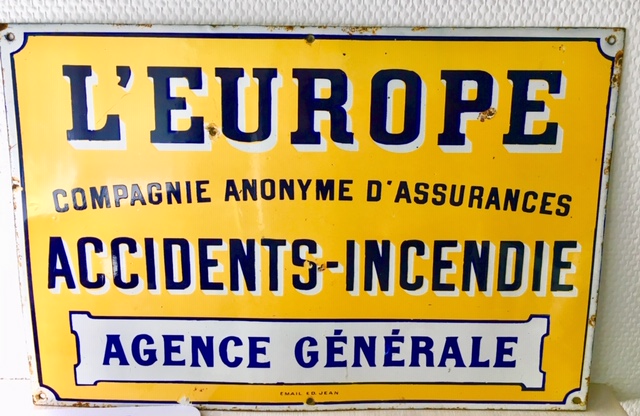 L'EUROPE
COMPAGNIE ANONYME D'ASSURANCES
ACCIDENTS-INCENDIE
AGENCE GÉNÉRALE
EMAIL ED. JEAN